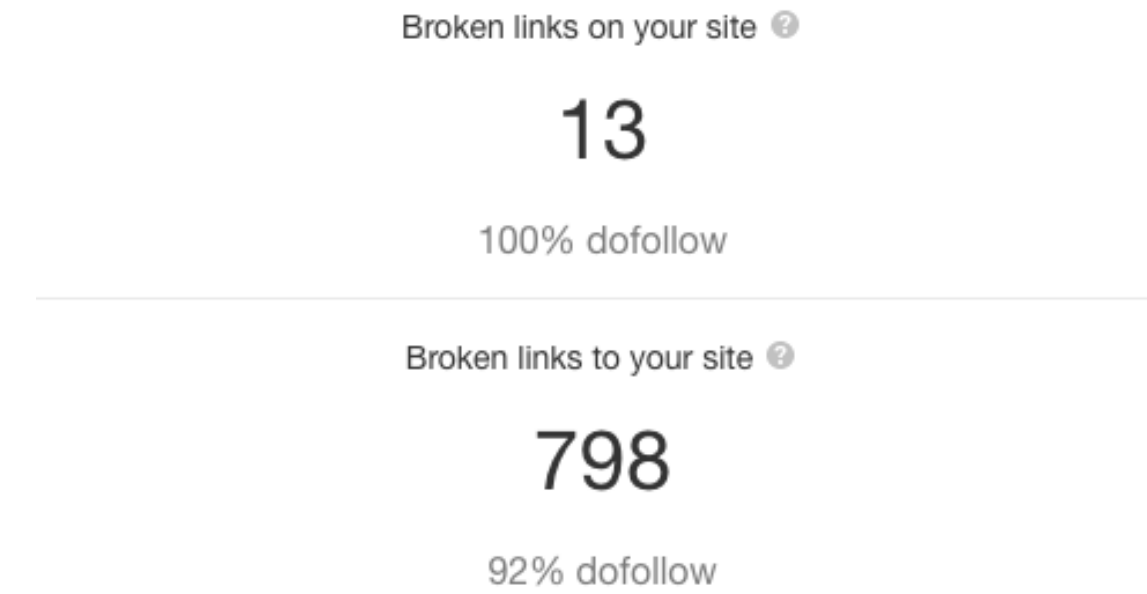 Broken links on your site ?
13
100% dofollow
Broken links to your site ?
798
92% dofollow